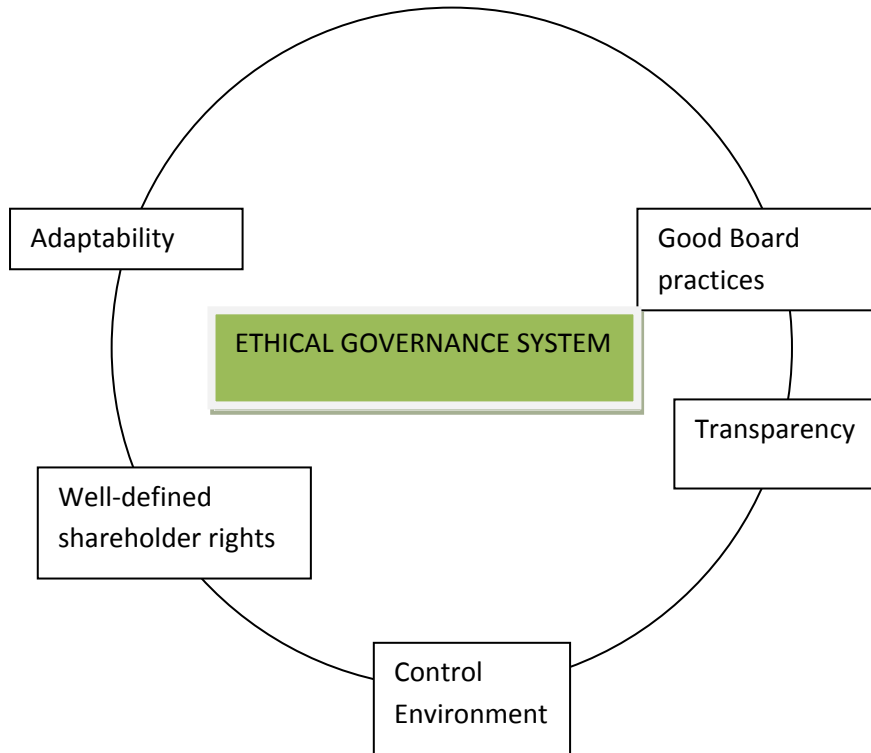 Adaptability
Good Board
practices
ETHICAL GOVERNANCE SYSTEM
Transparency
Well-defined
shareholder rights
Control
Environment